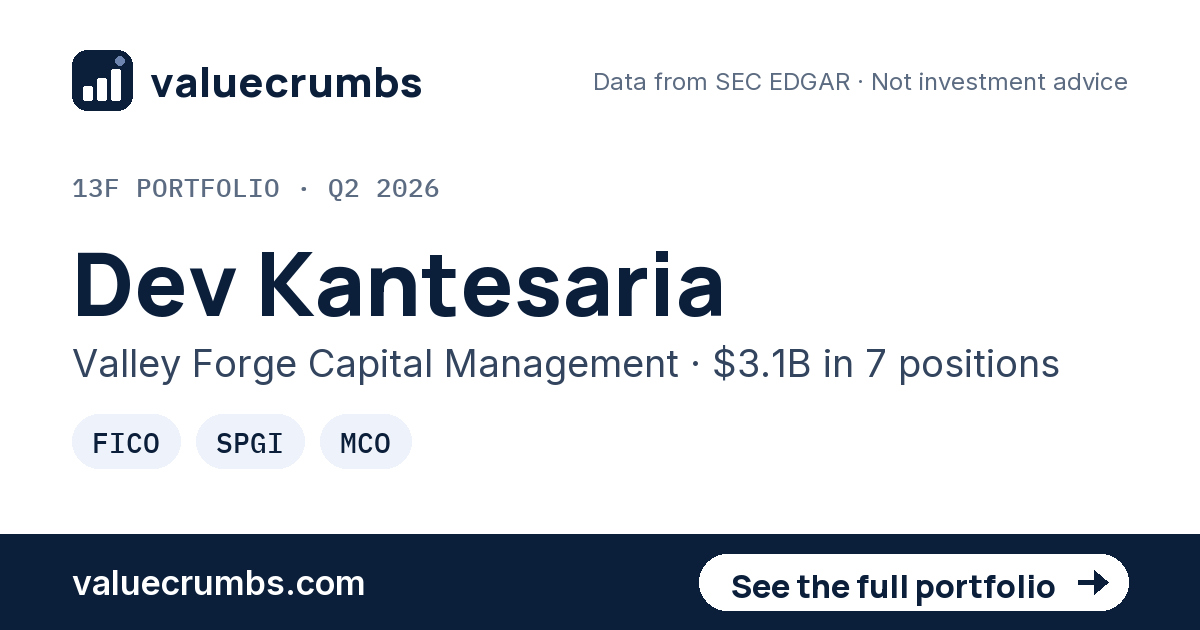 valuecrumbs
Data from SEC EDGAR · Not investment advice
13F PORTFOLIO · Q2 2026
Dev Kantesaria
Valley Forge Capital Management · $3.1B in 7 positions
FICO SPGI MCO
valuecrumbs.com
See the full portfolio →